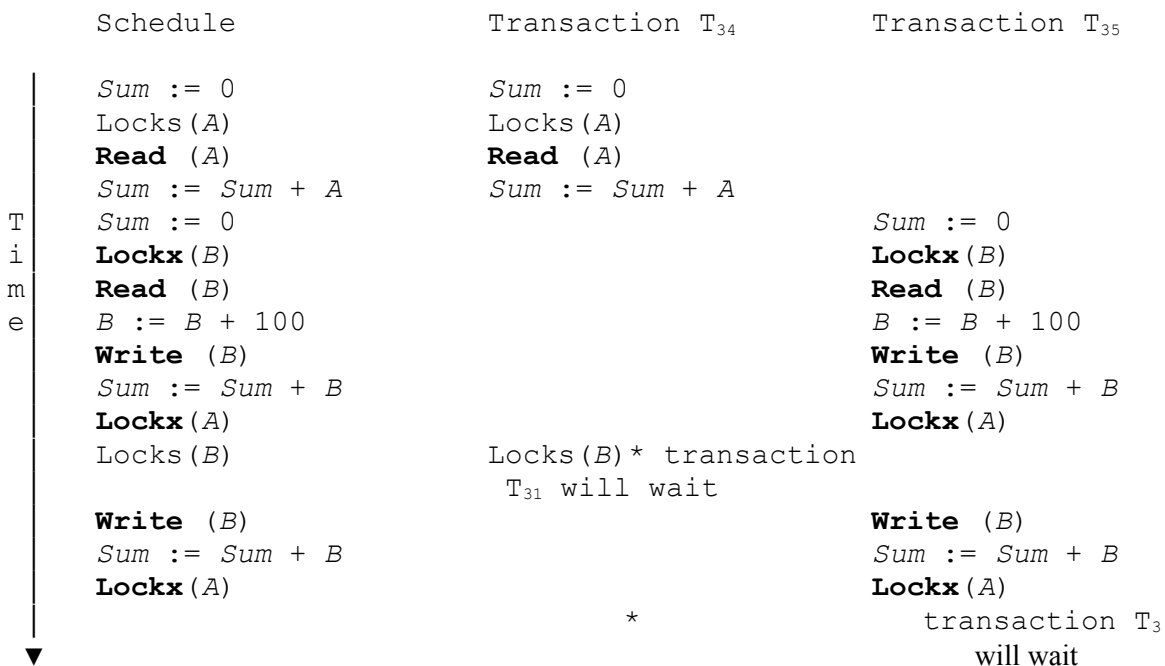 Schedule Transaction T₃₄ Transaction T₃₅
Sum := 0 Sum := 0
Locks(A) Locks(A)
Read (A) Read (A)
Sum := Sum + A Sum := Sum + A
T Sum := 0 Sum := 0
i Lockx(B) Lockx(B)
m Read (B) Read (B)
e B := B + 100 B := B + 100
Write (B) Write (B)
Sum := Sum + B Sum := Sum + B
Lockx(A) Lockx(A)
Locks(B) Locks(B)* transaction
T₃₁ will wait
Write (B) Write (B)
Sum := Sum + B Sum := Sum + B
Lockx(A) Lockx(A)
* transaction T₃
will wait